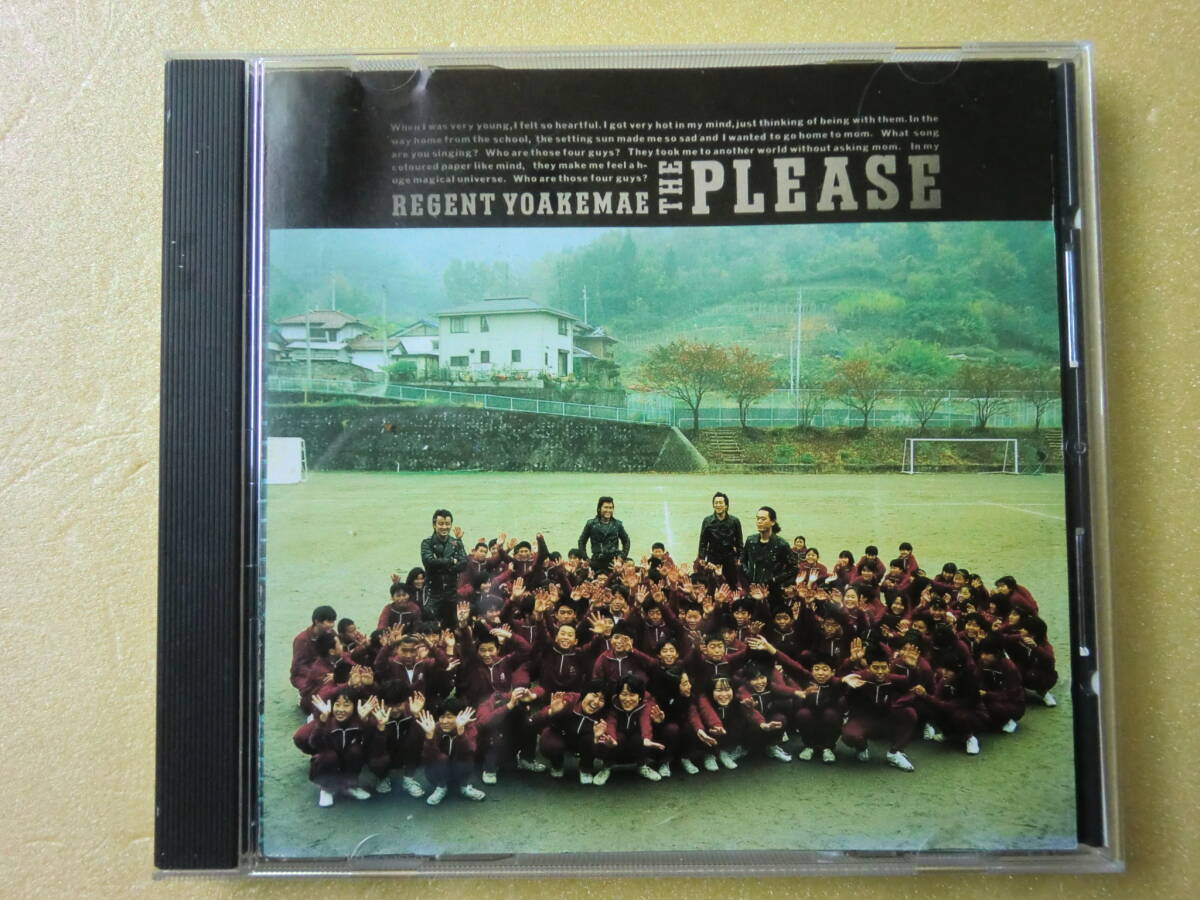 When I was very young, I felt so heartful. I got very hot in my mind, just thinking of being with them. In the
way home from the school, the setting sun made me so sad and I wanted to go home to mom. What song
are you singing? Who are those four guys? They took me to another world without asking mom. In my
coloured paper like mind, they make me feel a h-
uge magical universe. Who are those four guys?
REGENT YOAKEMAE
THE PLEASE